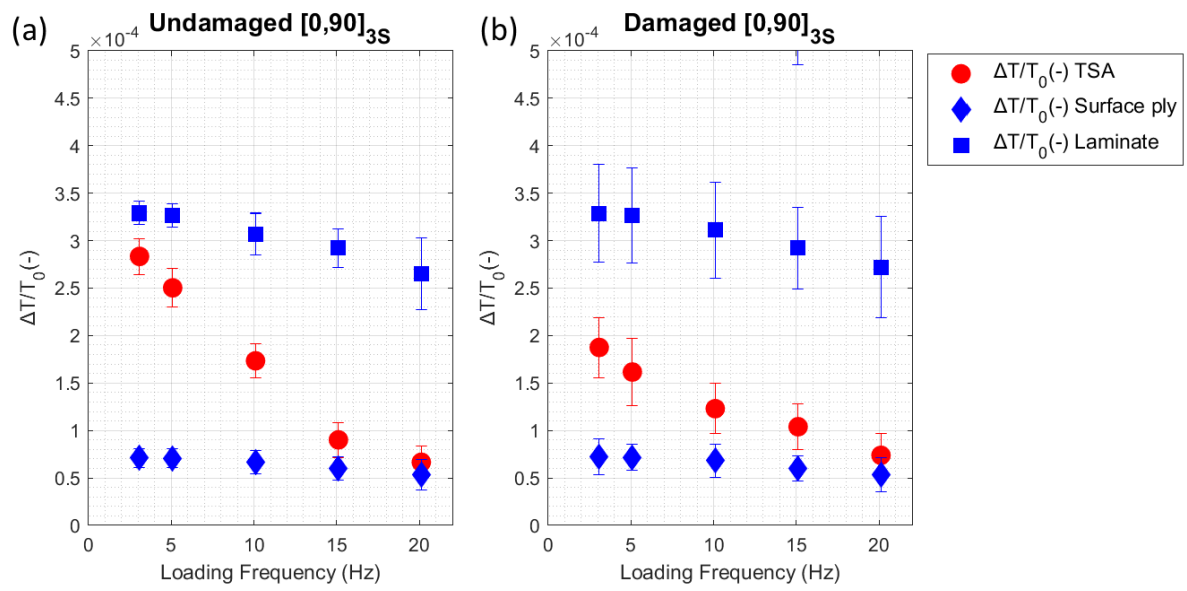 (a)
Undamaged [0,90]3S
×10-4
5
4.5
4
3.5
3
2.5
2
1.5
1
0.5
0
ΔT/T0(-)
0 5 10 15 20
Loading Frequency (Hz)
(b)
Damaged [0,90]3S
×10-4
5
4.5
4
3.5
3
2.5
2
1.5
1
0.5
0
ΔT/T0(-)
0 5 10 15 20
Loading Frequency (Hz)
ΔT/T0(-) TSA
ΔT/T0(-) Surface ply
ΔT/T0(-) Laminate